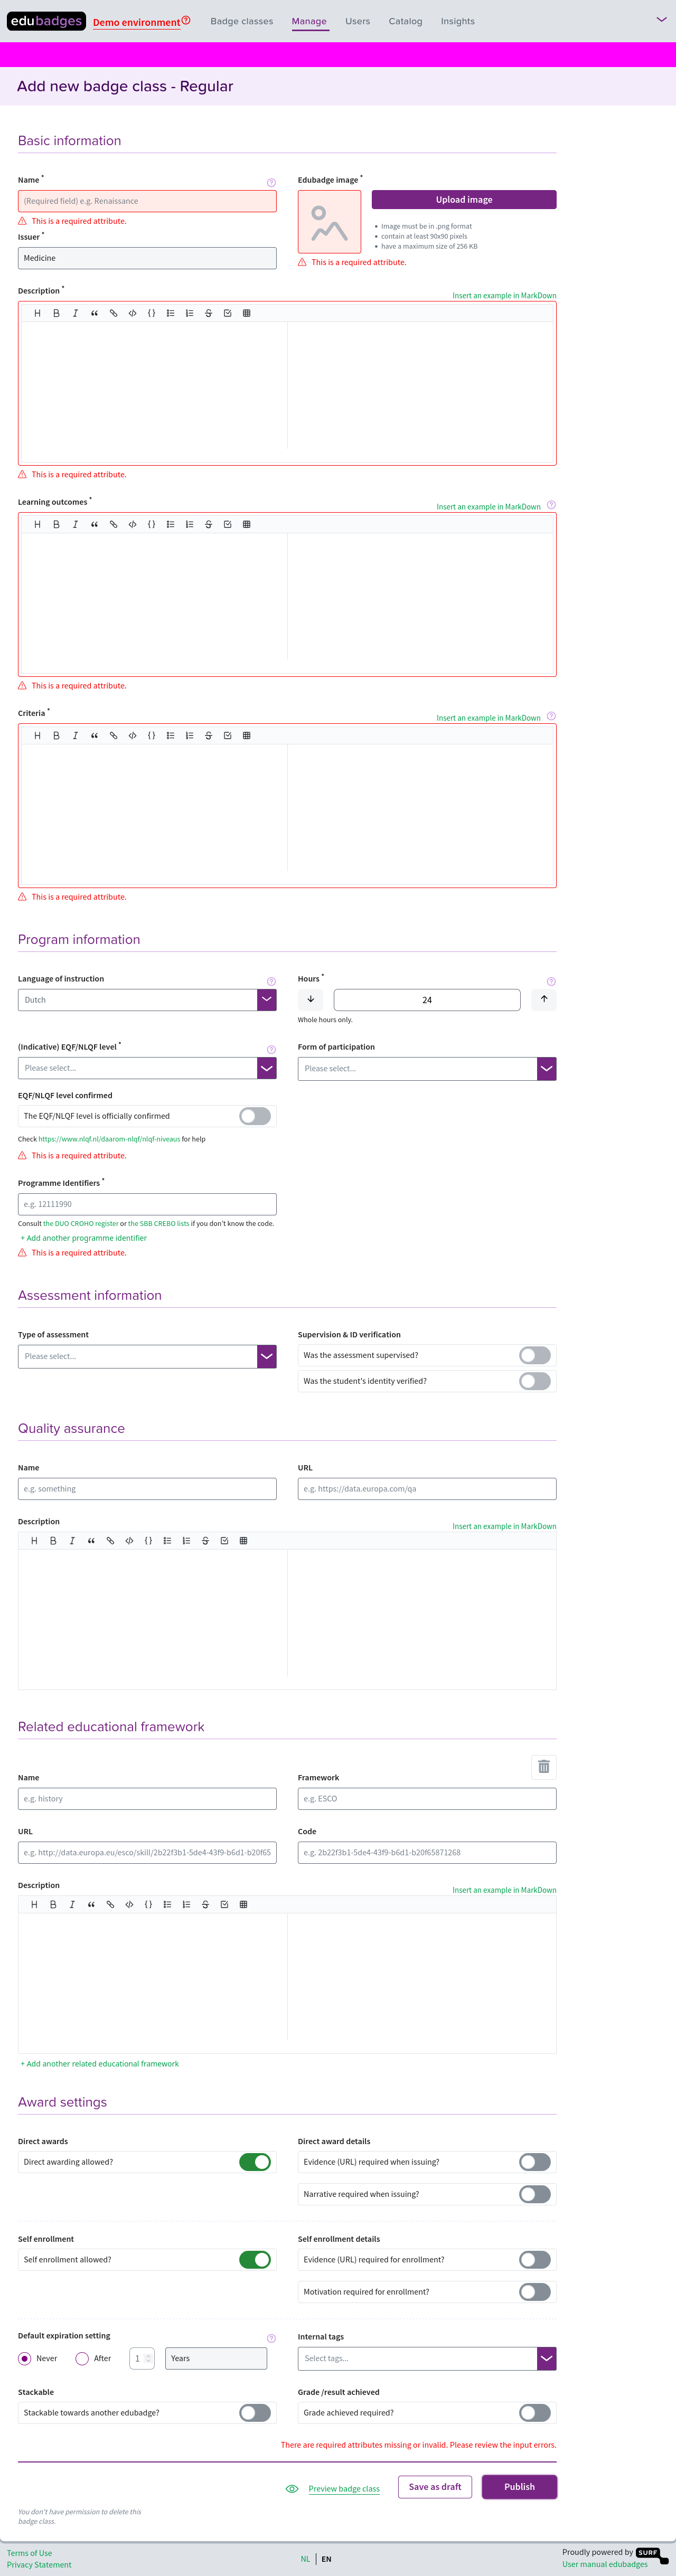 edubadges Demo environment Badge classes Manage Users Catalog Insights
Add new badge class - Regular
Basic information
Name *
(Required field) e.g. Renaissance
This is a required attribute.
Issuer *
Medicine
Edubadge image *
Upload image
• Image must be in .png format
• contain at least 90x90 pixels
• have a maximum size of 256 KB
This is a required attribute.
Description *
Insert an example in MarkDown
This is a required attribute.
Learning outcomes *
Insert an example in MarkDown
This is a required attribute.
Criteria *
Insert an example in MarkDown
This is a required attribute.
Program information
Language of instruction
Dutch
Hours *
24
Whole hours only.
(Indicative) EQF/NLQF level *
Please select...
Form of participation
Please select...
EQF/NLQF level confirmed
The EQF/NLQF level is officially confirmed
Check https://www.nlqf.nl/daarom-nlqf/nlqf-niveaus for help
This is a required attribute.
Programme Identifiers *
e.g. 12111990
Consult the DUO CROHO register or the SBB CREBO lists if you don't know the code.
+ Add another programme identifier
This is a required attribute.
Assessment information
Type of assessment
Please select...
Supervision & ID verification
Was the assessment supervised?
Was the student's identity verified?
Quality assurance
Name
e.g. something
URL
e.g. https://data.europa.com/qa
Description
Insert an example in MarkDown
Related educational framework
Name
e.g. history
Framework
e.g. ESCO
URL
e.g. http://data.europa.eu/esco/skill/2b22f3b1-5de4-43f9-b6d1-b20f65
Code
e.g. 2b22f3b1-5de4-43f9-b6d1-b20f65871268
Description
Insert an example in MarkDown
+ Add another related educational framework
Award settings
Direct awards
Direct awarding allowed?
Direct award details
Evidence (URL) required when issuing?
Narrative required when issuing?
Self enrollment
Self enrollment allowed?
Self enrollment details
Evidence (URL) required for enrollment?
Motivation required for enrollment?
Default expiration setting
Never After 1 Years
Internal tags
Select tags...
Stackable
Stackable towards another edubadge?
Grade /result achieved
Grade achieved required?
There are required attributes missing or invalid. Please review the input errors.
Preview badge class Save as draft Publish
You don't have permission to delete this
badge class.
Terms of Use
Privacy Statement
NL | EN
Proudly powered by SURF
User manual edubadges